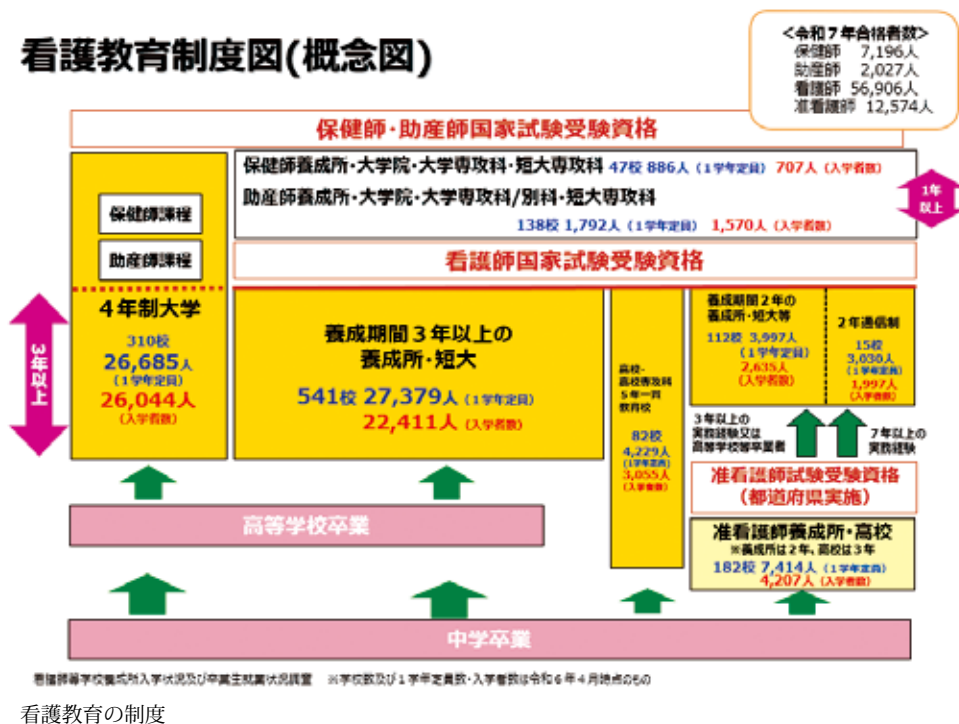 看護教育制度図(概念図)
<令和7年合格者数>
保健師 7,196人
助産師 2,027人
看護師 56,906人
准看護師 12,574人
保健師・助産師国家試験受験資格
保健師養成所・大学院・大学専攻科・短大専攻科 47校 886人（1学年定員） 707人（入学者数）
助産師養成所・大学院・大学専攻科/別科・短大専攻科
138校 1,792人（1学年定員） 1,570人（入学者数）
1年
以上
看護師国家試験受験資格
保健師課程
助産師課程
3年以上
4年制大学
310校
26,685人
（1学年定員）
26,044人
（入学者数）
養成期間3年以上の
養成所・短大
541校 27,379人（1学年定員）
22,411人（入学者数）
高校・
高校専攻科
5年一貫
教育校
82校
4,229人
（1学年定員）
3,055人
（入学者数）
養成期間2年の
養成所・短大等
112校 3,997人
（1学年定員）
2,635人
（入学者数）
2年通信制
15校
3,030人
（1学年定員）
1,997人
（入学者数）
3年以上の
実務経験又は
高等学校等卒業者
7年以上の
実務経験
准看護師試験受験資格
（都道府県実施）
准看護師養成所・高校
※養成所は2年、高校は3年
182校 7,414人（1学年定員）
4,207人（入学者数）
高等学校卒業
中学卒業
看護師等学校養成所入学状況及び卒業生就業状況調査 ※学校数及び1学年定員数・入学者数は令和6年4月時点のもの
看護教育の制度